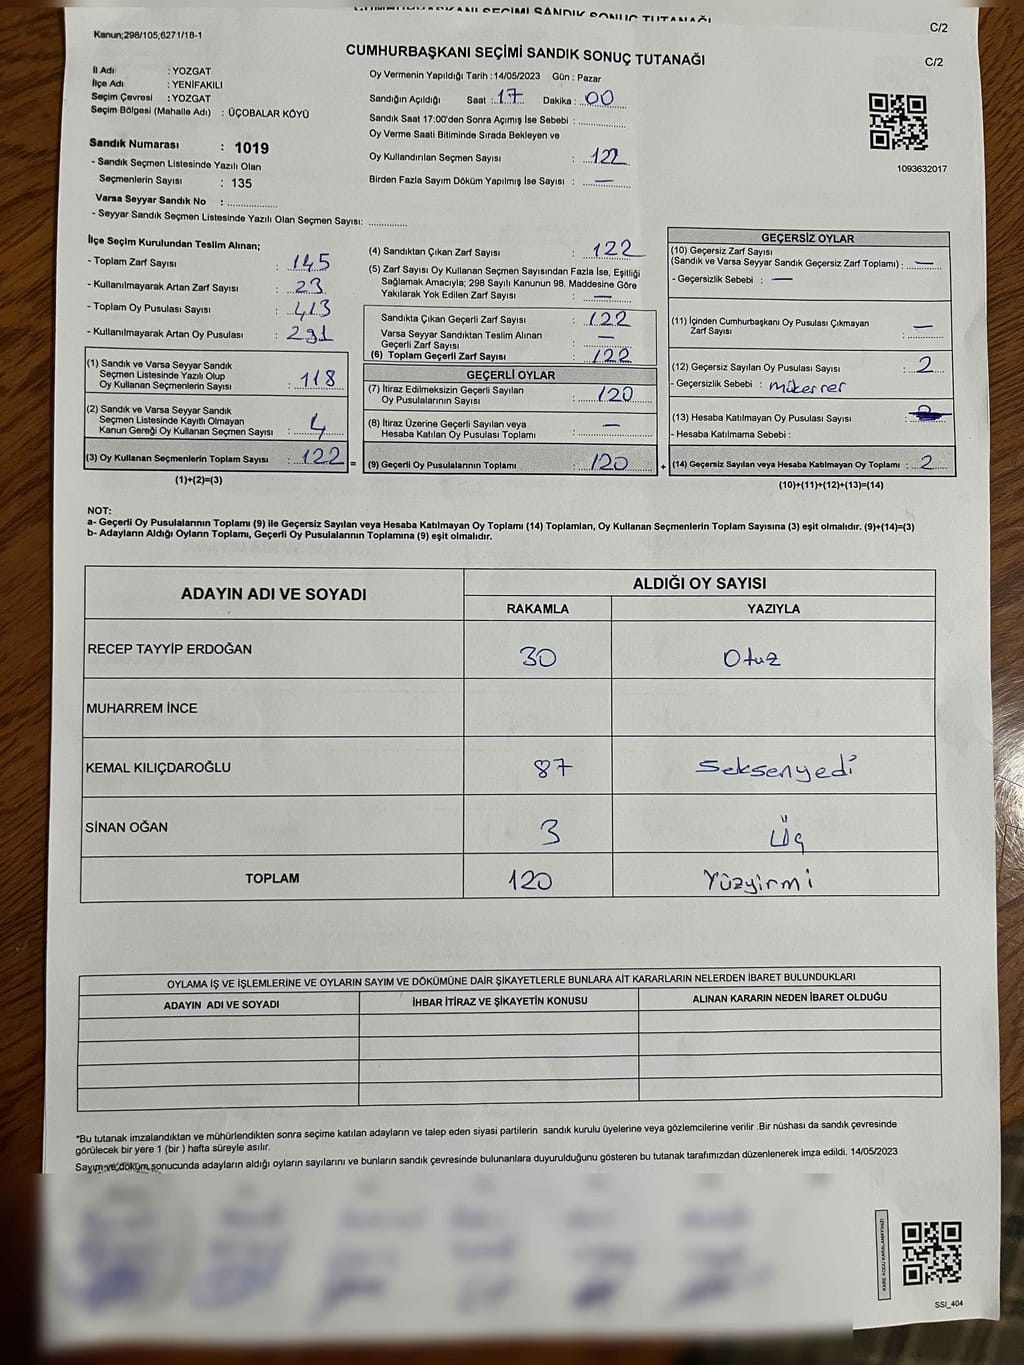 C/2
Kanun;298/105,6271/18-1
CUMHURBAŞKANI SEÇİMİ SANDIK SONUÇ TUTANAĞI
C/2
İl Adı : YOZGAT
İlçe Adı : YENİFAKILI
Seçim Çevresi : YOZGAT
Seçim Bölgesi (Mahalle Adı) : ÜÇOBALAR KÖYÜ
Sandık Numarası : 1019
- Sandık Seçmen Listesinde Yazılı Olan
Seçmenlerin Sayısı : 135
Varsa Seyyar Sandık No :
- Seyyar Sandık Seçmen Listesinde Yazılı Olan Seçmen Sayısı:
Oy Vermenin Yapıldığı Tarih : 14/05/2023 Gün : Pazar
Sandığın Açıldığı Saat : 17 Dakika : 00
Sandık Saat 17:00'den Sonra Açımış İse Sebebi :
Oy Verme Saati Bitiminde Sırada Bekleyen ve
Oy Kullandırılan Seçmen Sayısı : 122
Birden Fazla Sayım Döküm Yapılmış İse Sayısı : —
1093632017
İlçe Seçim Kurulundan Teslim Alınan;
- Toplam Zarf Sayısı : 145
- Kullanılmayarak Artan Zarf Sayısı : 23
- Toplam Oy Pusulası Sayısı : 413
- Kullanılmayarak Artan Oy Pusulası : 291
(1) Sandık ve Varsa Seyyar Sandık
Seçmen Listesinde Yazılı Olup
Oy Kullanan Seçmenlerin Sayısı : 118
(2) Sandık ve Varsa Seyyar Sandık
Seçmen Listesinde Kayıtlı Olmayan
Kanun Gereği Oy Kullanan Seçmen Sayısı : 4
(3) Oy Kullanan Seçmenlerin Toplam Sayısı : 122 =
(1)+(2)=(3)
(4) Sandıktan Çıkan Zarf Sayısı : 122
(5) Zarf Sayısı Oy Kullanan Seçmen Sayısından Fazla İse, Eşitliği
Sağlamak Amacıyla; 298 Sayılı Kanunun 98. Maddesine Göre
Yakılarak Yok Edilen Zarf Sayısı : —
Sandıkta Çıkan Geçerli Zarf Sayısı : 122
Varsa Seyyar Sandıktan Teslim Alınan
Geçerli Zarf Sayısı : —
(6) Toplam Geçerli Zarf Sayısı : 122
GEÇERLİ OYLAR
(7) İtiraz Edilmeksizin Geçerli Sayılan
Oy Pusulalarının Sayısı : 120
(8) İtiraz Üzerine Geçerli Sayılan veya
Hesaba Katılan Oy Pusulası Toplamı : —
(9) Geçerli Oy Pusulalarının Toplamı : 120 +
GEÇERSİZ OYLAR
(10) Geçersiz Zarf Sayısı
(Sandık ve Varsa Seyyar Sandık Geçersiz Zarf Toplamı) : —
- Geçersizlik Sebebi : —
(11) İçinden Cumhurbaşkanı Oy Pusulası Çıkmayan
Zarf Sayısı : —
(12) Geçersiz Sayılan Oy Pusulası Sayısı : 2
- Geçersizlik Sebebi : mükerrer
(13) Hesaba Katılmayan Oy Pusulası Sayısı :
- Hesaba Katılmama Sebebi :
(14) Geçersiz Sayılan veya Hesaba Katılmayan Oy Toplamı : 2
(10)+(11)+(12)+(13)=(14)
NOT:
a- Geçerli Oy Pusulalarının Toplamı (9) ile Geçersiz Sayılan veya Hesaba Katılmayan Oy Toplamı (14) Toplamları, Oy Kullanan Seçmenlerin Toplam Sayısına (3) eşit olmalıdır. (9)+(14)=(3)
b- Adayların Aldığı Oyların Toplamı, Geçerli Oy Pusulalarının Toplamına (9) eşit olmalıdır.
ADAYIN ADI VE SOYADI
ALDIĞI OY SAYISI
RAKAMLA YAZIYLA
RECEP TAYYİP ERDOĞAN 30 Otuz
MUHARREM İNCE
KEMAL KILIÇDAROĞLU 87 Seksenyedi
SİNAN OĞAN 3 Üç
TOPLAM 120 Yüzyirmi
OYLAMA İŞ VE İŞLEMLERİNE VE OYLARIN SAYIM VE DÖKÜMÜNE DAİR ŞİKAYETLERLE BUNLARA AİT KARARLARIN NELERDEN İBARET BULUNDUKLARI
ADAYIN ADI VE SOYADI İHBAR İTİRAZ VE ŞİKAYETİN KONUSU ALINAN KARARIN NEDEN İBARET OLDUĞU
*Bu tutanak imzalandıktan ve mühürlendikten sonra seçime katılan adayların ve talep eden siyasi partilerin sandık kurulu üyelerine veya gözlemcilerine verilir .Bir nüshası da sandık çevresinde
görülecek bir yere 1 (bir ) hafta süreyle asılır.
Sayım ve döküm sonucunda adayların aldığı oyların sayılarını ve bunların sandık çevresinde bulunanlara duyurulduğunu gösteren bu tutanak tarafımızdan düzenlenerek imza edildi. 14/05/2023
SSI_404